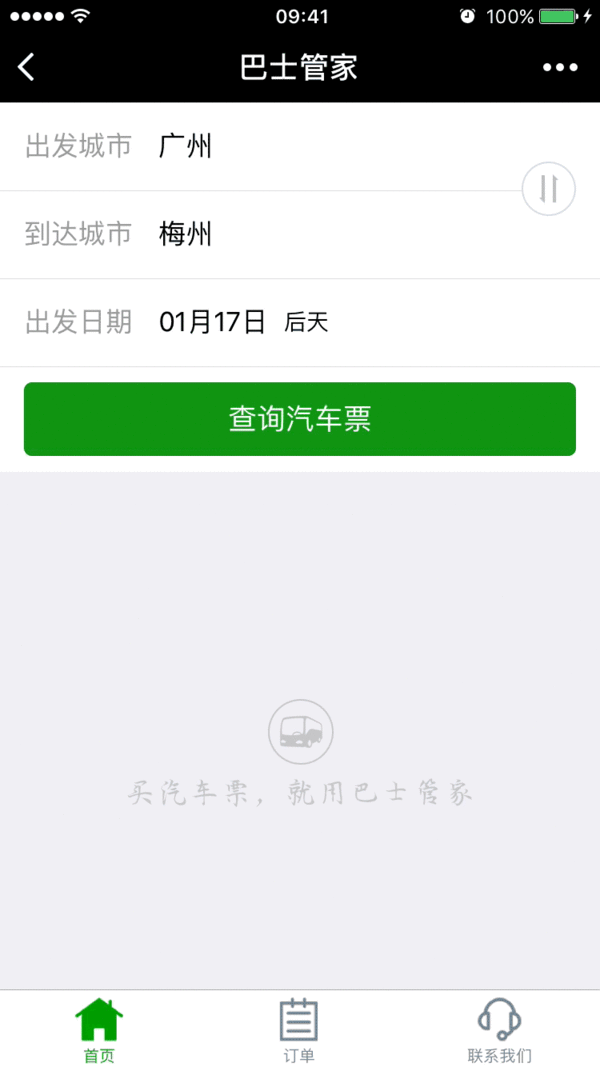 09:41 100%
巴士管家
出发城市 广州
到达城市 梅州
出发日期 01月17日 后天
查询汽车票
买汽车票，就用巴士管家
首页 订单 联系我们